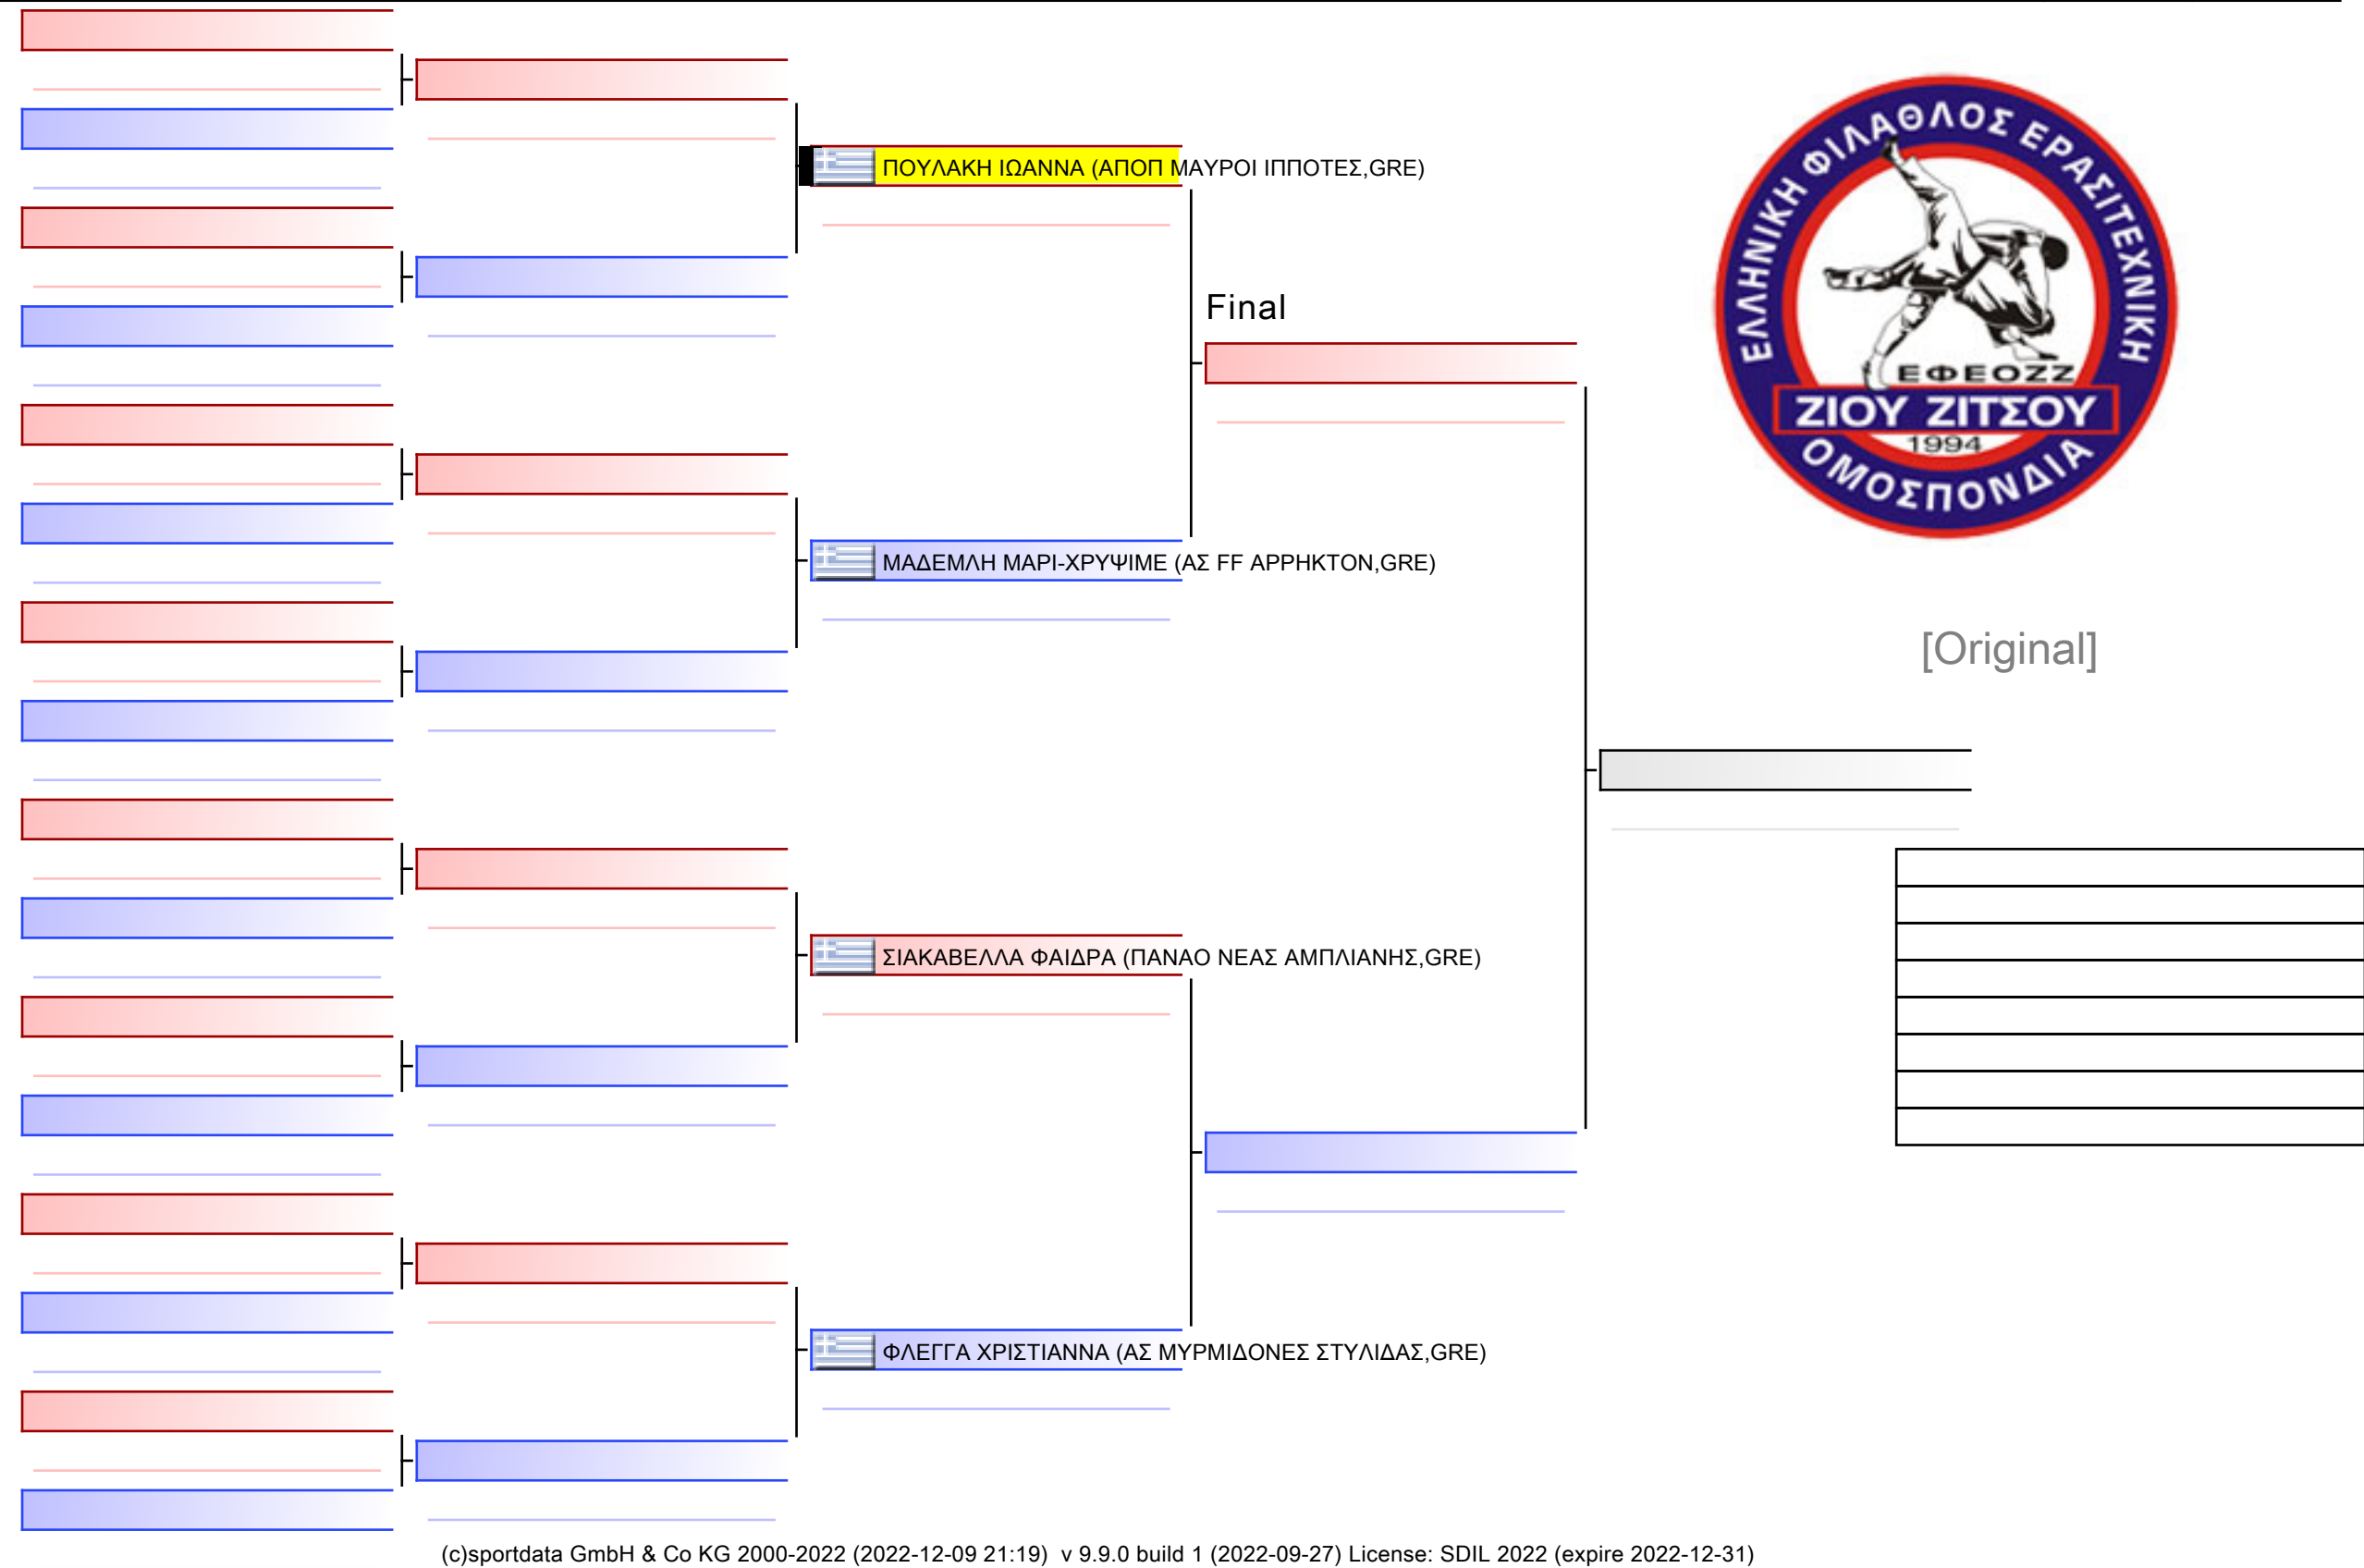 ΠΟΥΛΑΚΗ ΙΩΑΝΝΑ (ΑΠΟΠ ΜΑΥΡΟΙ ΙΠΠΟΤΕΣ,GRE)
Final
ΕΛΛΗΝΙΚΗ ΦΙΛΑΘΛΟΣ ΕΡΑΣΙΤΕΧΝΙΚΗ
ΕΦΕΟΖΖ
ΖΙΟΥ ΖΙΤΣΟΥ
1994
ΟΜΟΣΠΟΝΔΙΑ
ΜΑΔΕΜΛΗ ΜΑΡΙ-ΧΡΥΨΙΜΕ (ΑΣ FF ΑΡΡΗΚΤΟΝ,GRE)
[Original]
ΣΙΑΚΑΒΕΛΛΑ ΦΑΙΔΡΑ (ΠΑΝΑΟ ΝΕΑΣ ΑΜΠΛΙΑΝΗΣ,GRE)
ΦΛΕΓΓΑ ΧΡΙΣΤΙΑΝΝΑ (ΑΣ ΜΥΡΜΙΔΟΝΕΣ ΣΤΥΛΙΔΑΣ,GRE)
(c)sportdata GmbH & Co KG 2000-2022 (2022-12-09 21:19) v 9.9.0 build 1 (2022-09-27) License: SDIL 2022 (expire 2022-12-31)